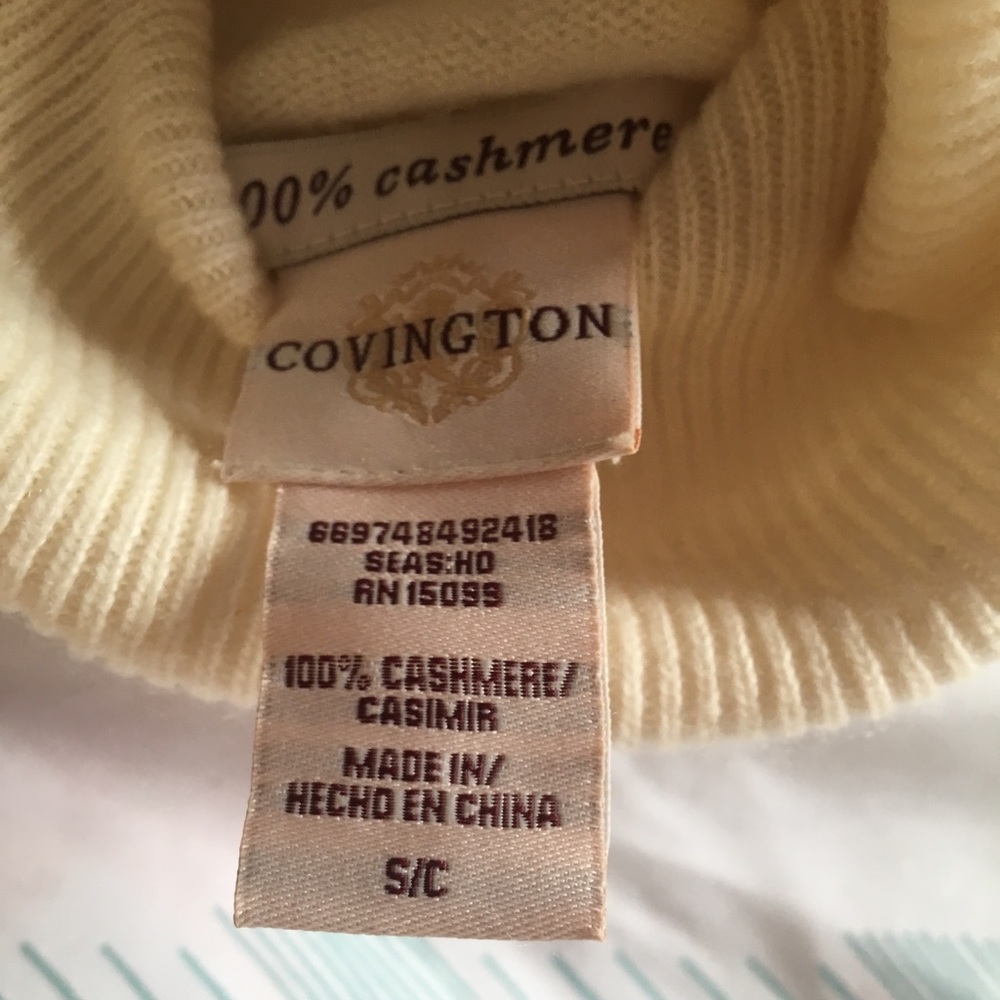 00% cashmere
COVINGTON
669748492418
SEAS:HO
RN 15099
100% CASHMERE/
CASIMIR
MADE IN/
HECHO EN CHINA
S/C